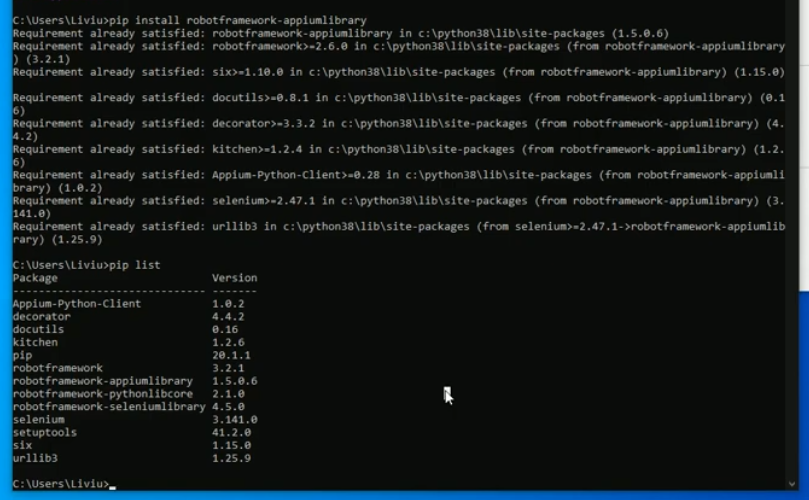 C:\Users\Liviu>pip install robotframework-appiumlibrary
Requirement already satisfied: robotframework-appiumlibrary in c:\python38\lib\site-packages (1.5.0.6)
Requirement already satisfied: robotframework>=2.6.0 in c:\python38\lib\site-packages (from robotframework-appiumlibrary
) (3.2.1)
Requirement already satisfied: six>=1.10.0 in c:\python38\lib\site-packages (from robotframework-appiumlibrary) (1.15.0)
Requirement already satisfied: docutils>=0.8.1 in c:\python38\lib\site-packages (from robotframework-appiumlibrary) (0.1
6)
Requirement already satisfied: decorator>=3.3.2 in c:\python38\lib\site-packages (from robotframework-appiumlibrary) (4.
4.2)
Requirement already satisfied: kitchen>=1.2.4 in c:\python38\lib\site-packages (from robotframework-appiumlibrary) (1.2.
6)
Requirement already satisfied: Appium-Python-Client>=0.28 in c:\python38\lib\site-packages (from robotframework-appiumli
brary) (1.0.2)
Requirement already satisfied: selenium>=2.47.1 in c:\python38\lib\site-packages (from robotframework-appiumlibrary) (3.
141.0)
Requirement already satisfied: urllib3 in c:\python38\lib\site-packages (from selenium>=2.47.1->robotframework-appiumlib
rary) (1.25.9)
C:\Users\Liviu>pip list
Package Version
----------------------------- -------
Appium-Python-Client 1.0.2
decorator 4.4.2
docutils 0.16
kitchen 1.2.6
pip 20.1.1
robotframework 3.2.1
robotframework-appiumlibrary 1.5.0.6
robotframework-pythonlibcore 2.1.0
robotframework-seleniumlibrary 4.5.0
selenium 3.141.0
setuptools 41.2.0
six 1.15.0
urllib3 1.25.9
C:\Users\Liviu>